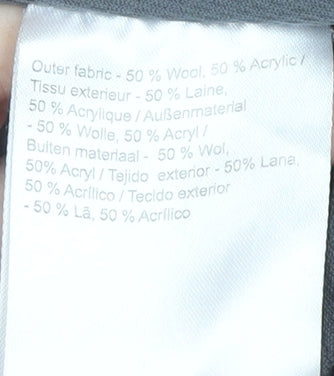 Outer fabric - 50 % Wool, 50 % Acrylic /
Tissu exterieur - 50 % Laine,
50 % Acrylique / Außenmaterial
- 50 % Wolle, 50 % Acryl /
Buiten materiaal - 50 % Wol,
50% Acryl / Tejido exterior - 50% Lana,
50 % Acrílico / Tecido exterior
- 50 % Lã, 50 % Acrílico